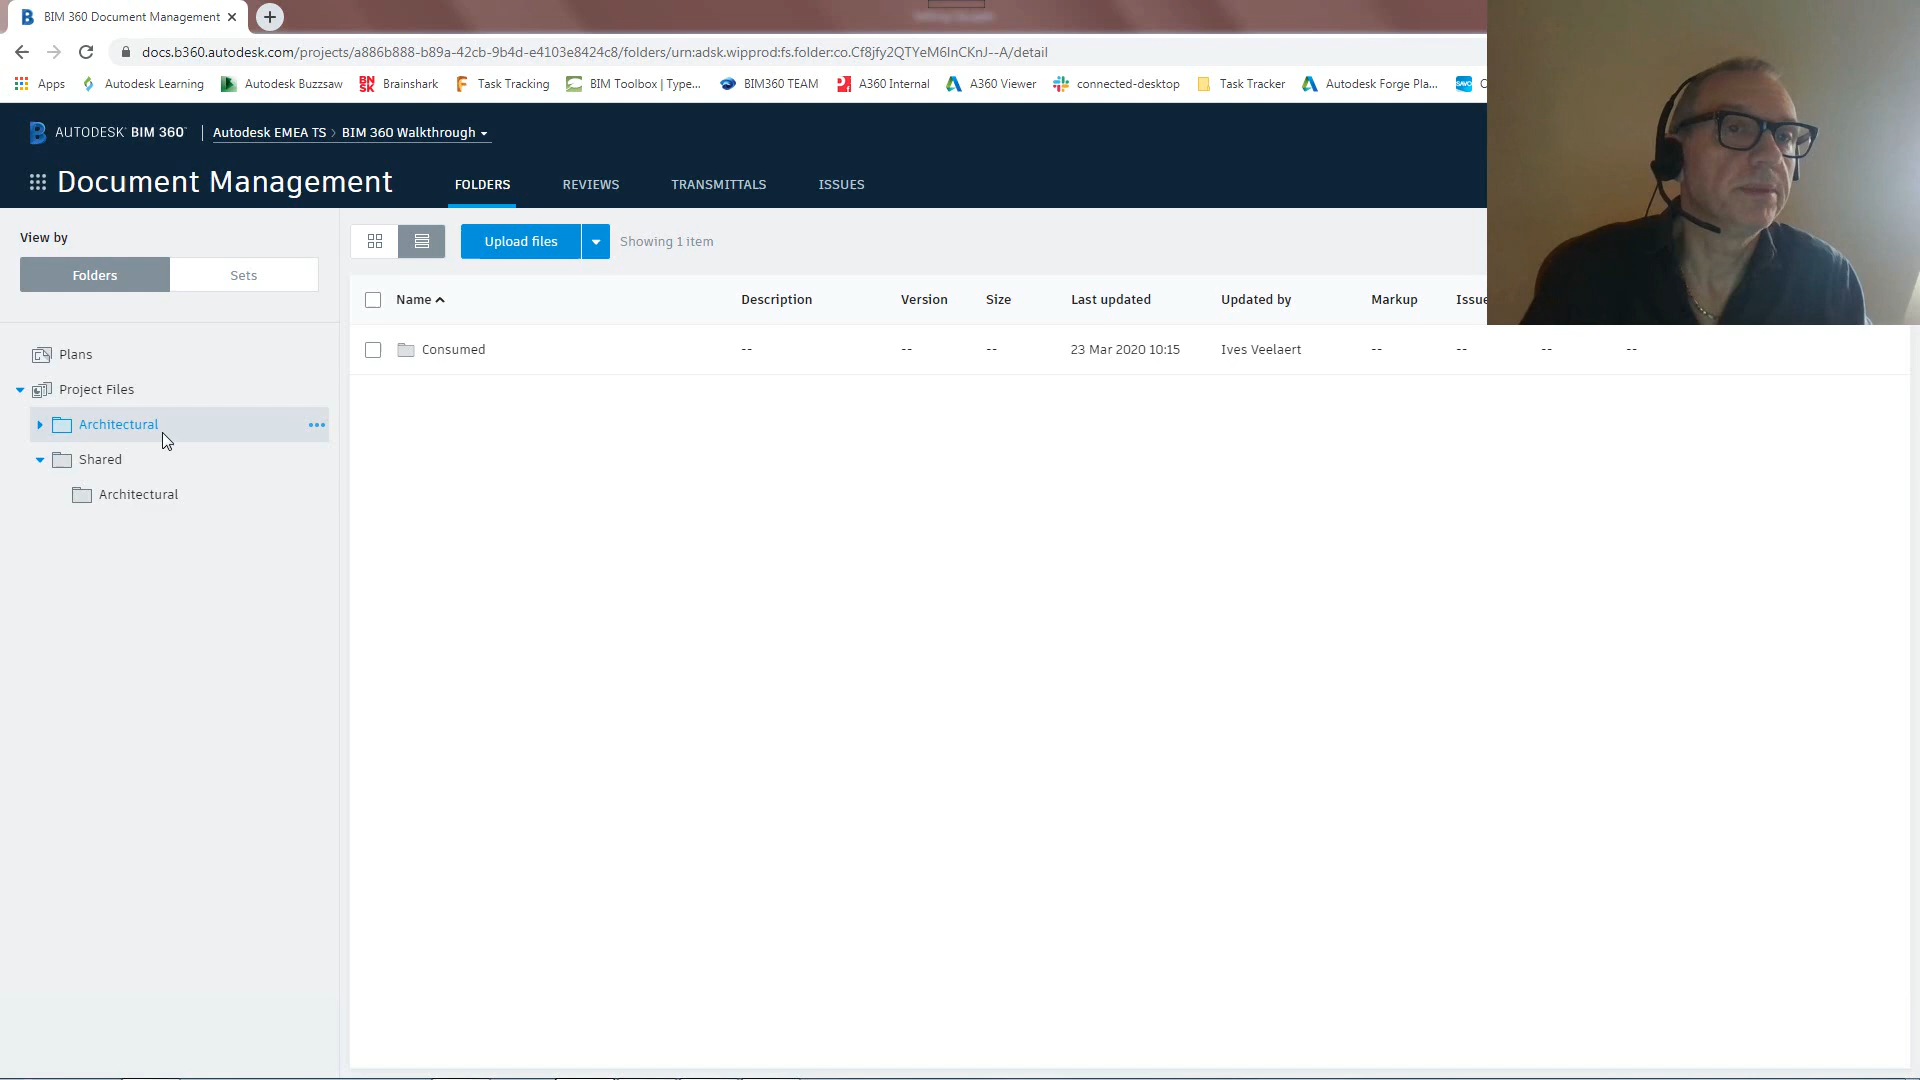 BIM 360 Document Management
docs.b360.autodesk.com/projects/a886b888-b89a-42cb-9b4d-e4103e8424c8/folders/urn:adsk.wipprod:fs.folder:co.Cf8jfy2QTYeM6lnCKnJ--A/detail
Apps Autodesk Learning Autodesk Buzzsaw Brainshark Task Tracking BIM Toolbox | Type... BIM360 TEAM A360 Internal A360 Viewer connected-desktop Task Tracker Autodesk Forge Pla...
AUTODESK BIM 360 Autodesk EMEA TS > BIM 360 Walkthrough
Document Management FOLDERS REVIEWS TRANSMITTALS ISSUES
View by
Folders Sets
Plans
Project Files
Architectural
Shared
Architectural
Upload files Showing 1 item
Name Description Version Size Last updated Updated by Markup Issue
Consumed -- -- -- 23 Mar 2020 10:15 Ives Veelaert -- -- -- --